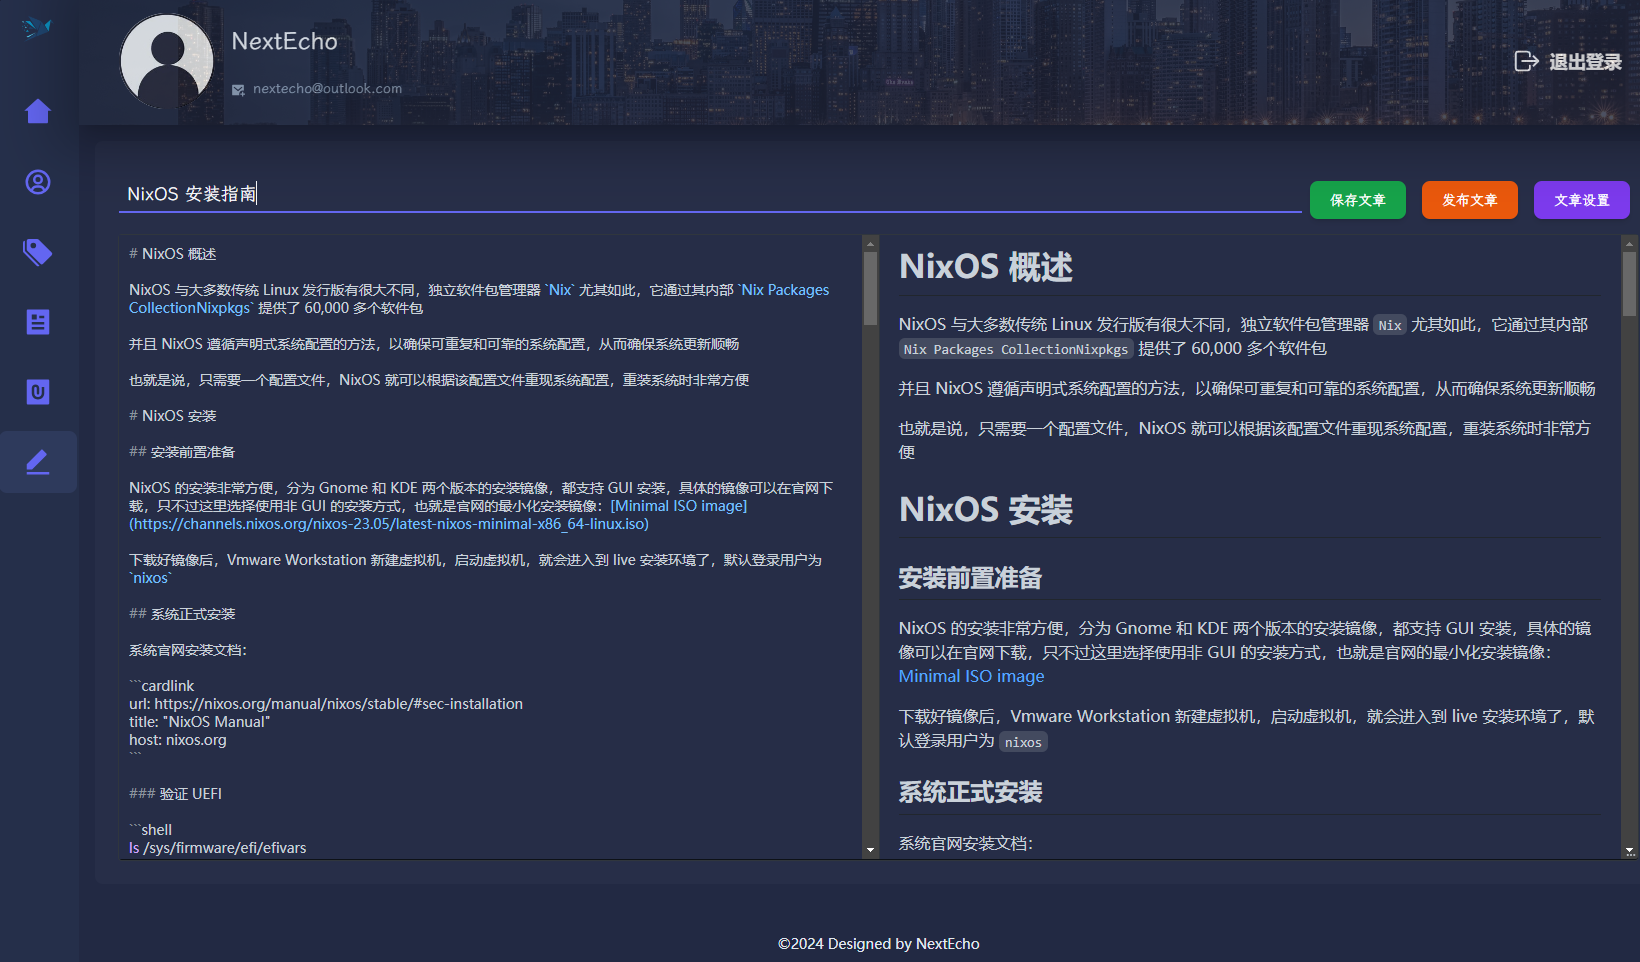 NextEcho
nextecho@outlook.com
退出登录
NixOS 安装指南
保存文章
发布文章
文章设置
# NixOS 概述
NixOS 与大多数传统 Linux 发行版有很大不同，独立软件包管理器 `Nix` 尤其如此，它通过其内部 `Nix Packages
CollectionNixpkgs` 提供了 60,000 多个软件包
并且 NixOS 遵循声明式系统配置的方法，以确保可重复和可靠的系统配置，从而确保系统更新顺畅
也就是说，只需要一个配置文件，NixOS 就可以根据该配置文件重现系统配置，重装系统时非常方便
# NixOS 安装
## 安装前置准备
NixOS 的安装非常方便，分为 Gnome 和 KDE 两个版本的安装镜像，都支持 GUI 安装，具体的镜像可以在官网下
载，只不过这里选择使用非 GUI 的安装方式，也就是官网的最小化安装镜像：[Minimal ISO image]
(https://channels.nixos.org/nixos-23.05/latest-nixos-minimal-x86_64-linux.iso)
下载好镜像后，Vmware Workstation 新建虚拟机，启动虚拟机，就会进入到 live 安装环境了，默认登录用户为
`nixos`
## 系统正式安装
系统官网安装文档：
```cardlink
url: https://nixos.org/manual/nixos/stable/#sec-installation
title: "NixOS Manual"
host: nixos.org
```
### 验证 UEFI
```shell
ls /sys/firmware/efi/efivars
NixOS 概述
NixOS 与大多数传统 Linux 发行版有很大不同，独立软件包管理器 Nix 尤其如此，它通过其内部
Nix Packages CollectionNixpkgs 提供了 60,000 多个软件包
并且 NixOS 遵循声明式系统配置的方法，以确保可重复和可靠的系统配置，从而确保系统更新顺畅
也就是说，只需要一个配置文件，NixOS 就可以根据该配置文件重现系统配置，重装系统时非常方
便
NixOS 安装
安装前置准备
NixOS 的安装非常方便，分为 Gnome 和 KDE 两个版本的安装镜像，都支持 GUI 安装，具体的镜
像可以在官网下载，只不过这里选择使用非 GUI 的安装方式，也就是官网的最小化安装镜像：
Minimal ISO image
下载好镜像后，Vmware Workstation 新建虚拟机，启动虚拟机，就会进入到 live 安装环境了，默
认登录用户为 nixos
系统正式安装
系统官网安装文档：
©2024 Designed by NextEcho